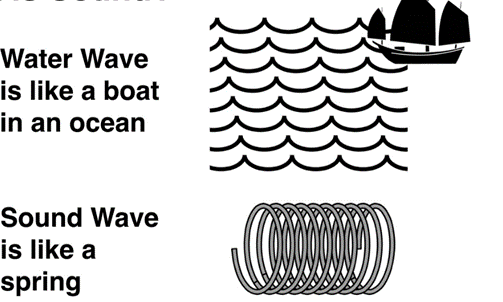 Water Wave
is like a boat
in an ocean
Sound Wave
is like a
spring